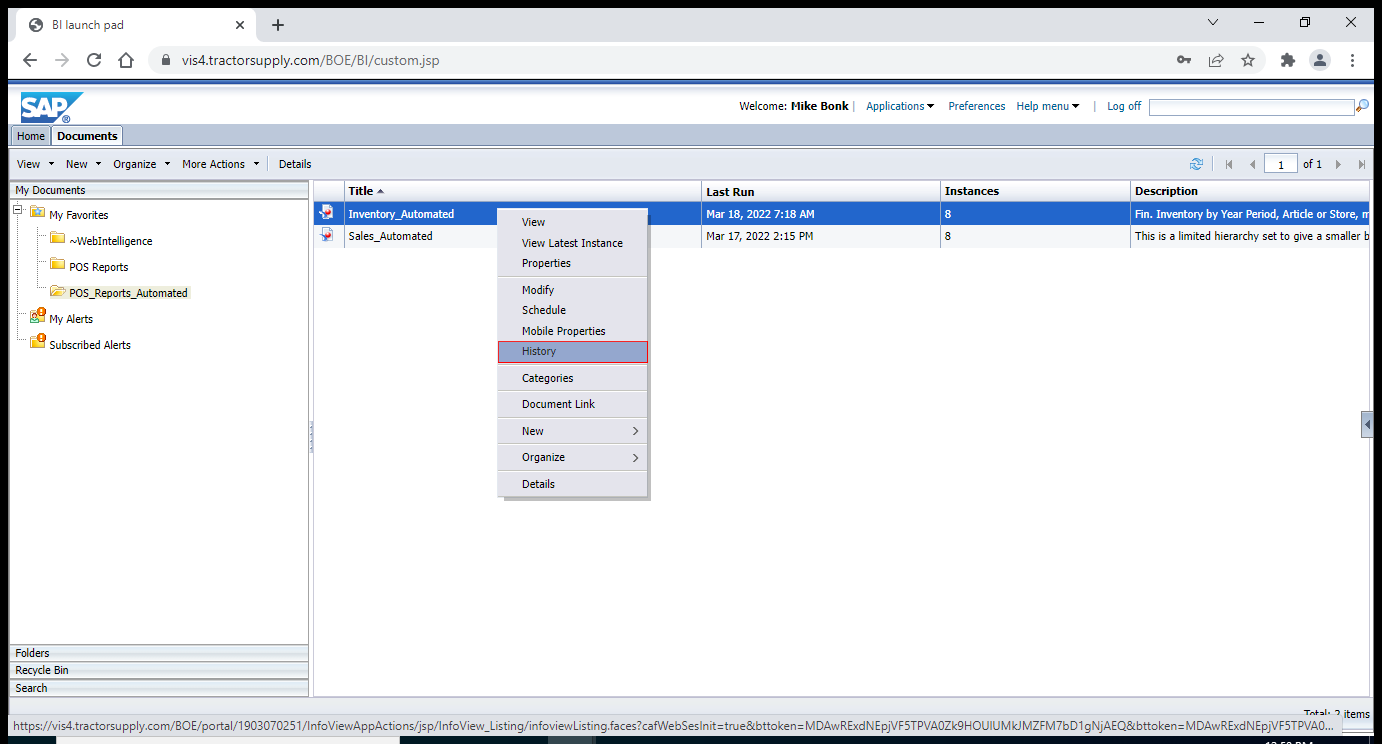 BI launch pad
vis4.tractorsupply.com/BOE/BI/custom.jsp
SAP ®
Welcome: Mike Bonk | Applications Preferences Help menu | Log off
Home Documents
View New Organize More Actions Details 1 of 1
My Documents
Title Last Run Instances Description
My Favorites
~WebIntelligence
POS Reports
POS_Reports_Automated
My Alerts
Subscribed Alerts
Inventory_Automated Mar 18, 2022 7:18 AM 8 Fin. Inventory by Year Period, Article or Store, m
Sales_Automated Mar 17, 2022 2:15 PM 8 This is a limited hierarchy set to give a smaller b
View
View Latest Instance
Properties
Modify
Schedule
Mobile Properties
History
Categories
Document Link
New
Organize
Details
Folders
Recycle Bin
Search
Total: 2 items
https://vis4.tractorsupply.com/BOE/portal/1903070251/InfoViewAppActions/jsp/InfoView_Listing/infoviewListing.faces?cafWebSesInit=true&bttoken=MDAwRExdNEpjVF5TPVA0Zk9HOUlUMkJMZFM7bD1gNjAEQ&bttoken=MDAwRExdNEpjVF5TPVA0...